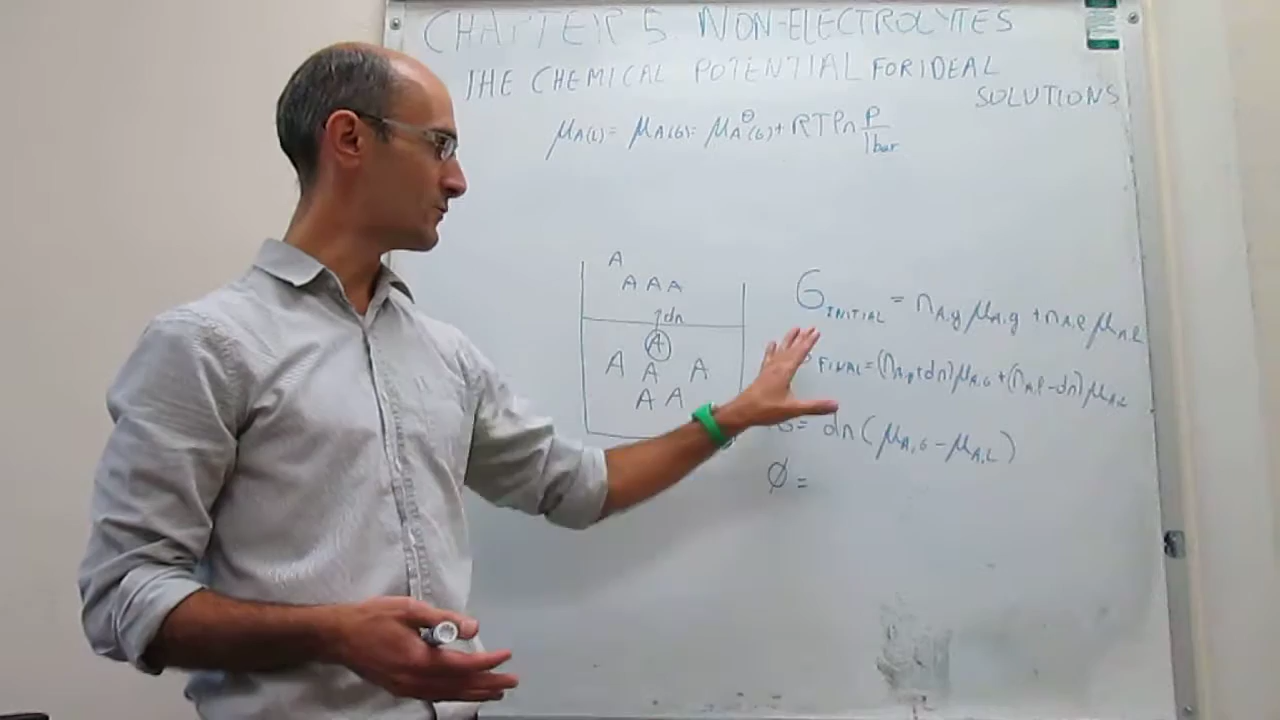 CHAPTER 5 NON-ELECTROLYTES
THE CHEMICAL POTENTIAL FOR IDEAL
SOLUTIONS
μA(L) = μA(G) = μA⊖(G) + RT ln P/1bar
A
A A A
↑dn
A
A A A
A A
G INITIAL = nA,g μA,g + nA,l μA,l
FINAL = (nA,g + dn) μA,G + (nA,l - dn) μA,L
G = dn (μA,G - μA,L)
Ø =